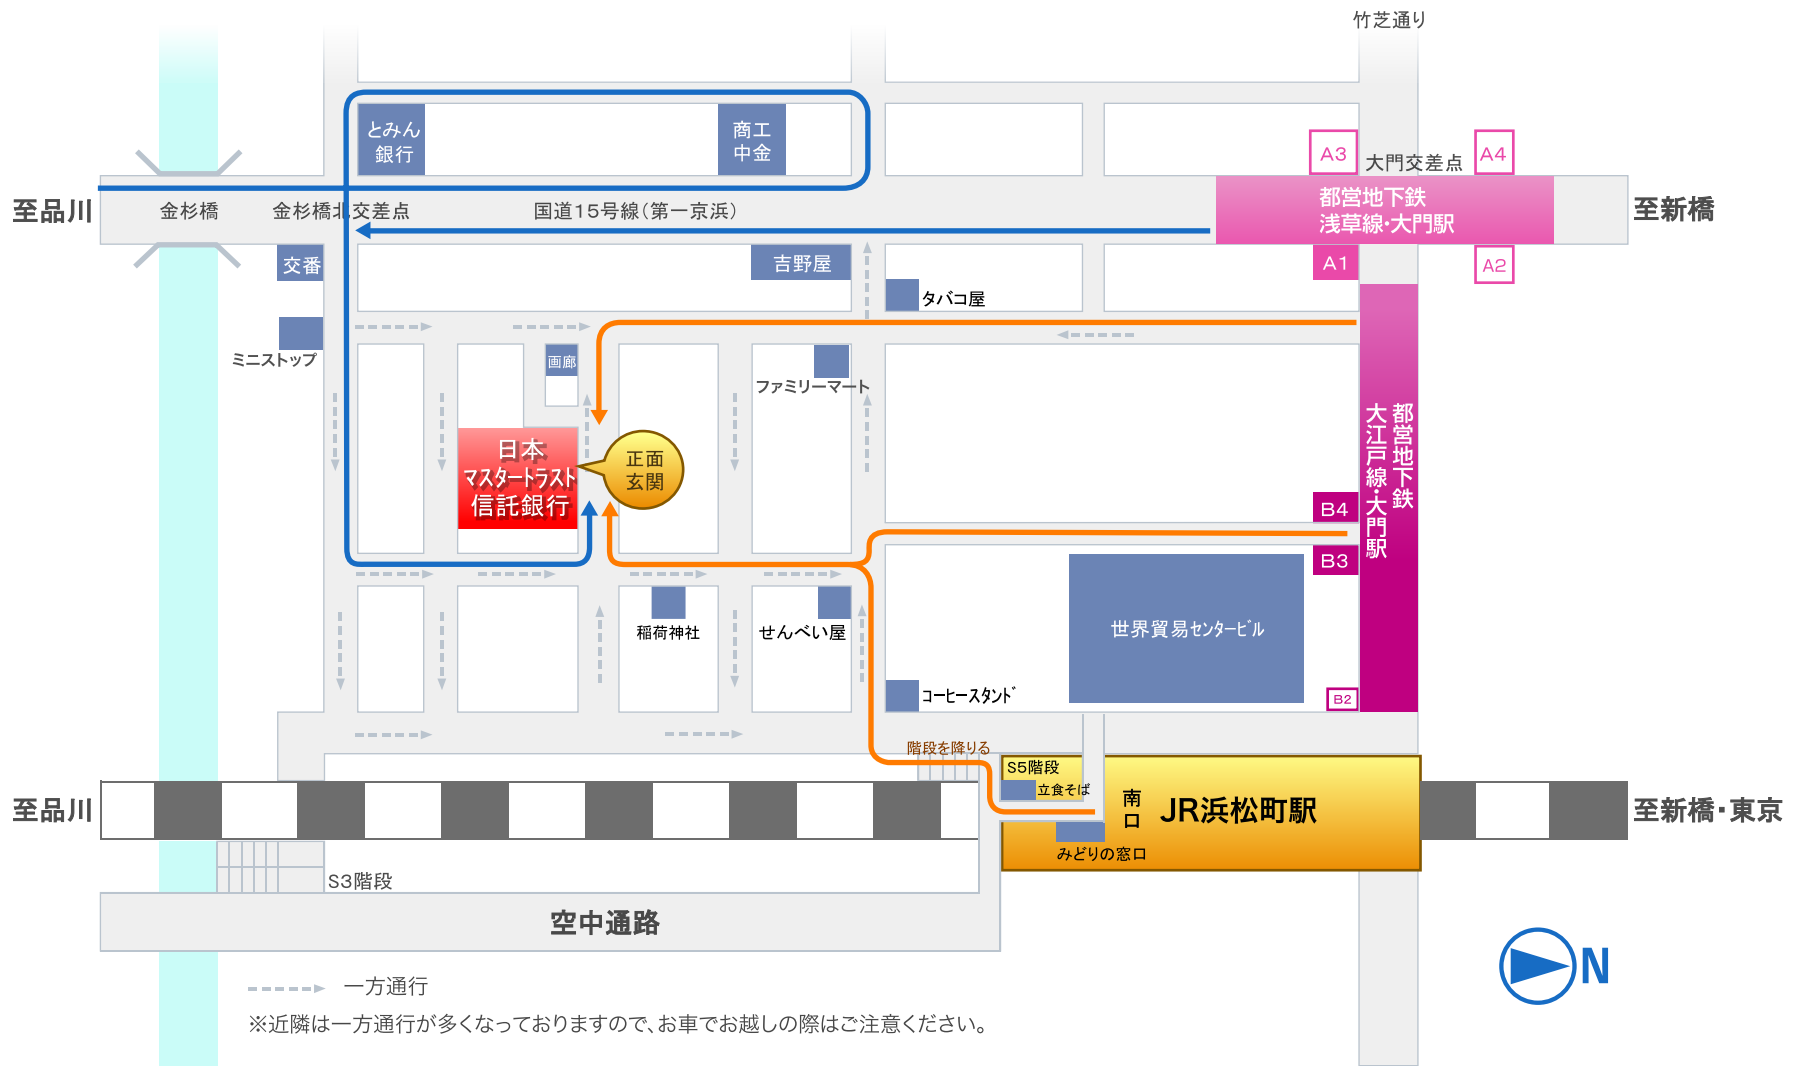 竹芝通り
とみん
銀行
商工
中金
A3
大門交差点
A4
至品川
金杉橋
金杉橋北交差点
国道15号線(第一京浜)
都営地下鉄
浅草線・大門駅
至新橋
交番
吉野屋
A1
A2
タバコ屋
ミニストップ
画廊
ファミリーマート
日本
マスタートラスト
信託銀行
正面
玄関
都営地下鉄
大江戸線・大門駅
B4
B3
世界貿易センタービル
稲荷神社
せんべい屋
コーヒースタンド
B2
階段を降りる
S5階段
立食そば
南口
JR浜松町駅
みどりの窓口
至品川
至新橋・東京
S3階段
空中通路
一方通行
※近隣は一方通行が多くなっておりますので、お車でお越しの際はご注意ください。
N